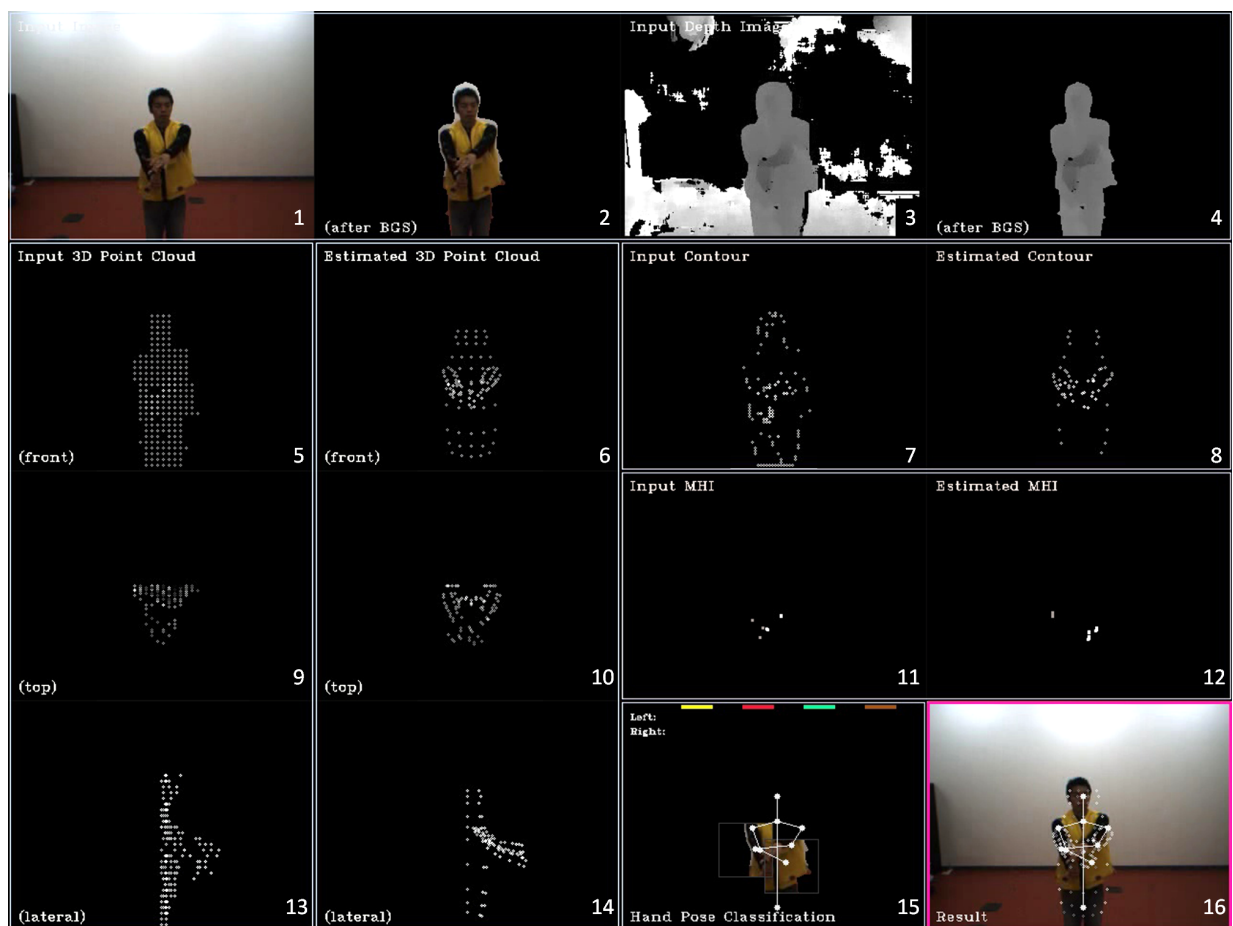 Input
1
(after BGS)
2
Input Depth Imag
3
(after BGS)
4
Input 3D Point Cloud
(front)
5
Estimated 3D Point Cloud
(front)
6
Input Contour
7
Estimated Contour
8
(top)
9
(top)
10
Input MHI
11
Estimated MHI
12
(lateral)
13
(lateral)
14
Left:
Right:
Hand Pose Classification
15
Result
16